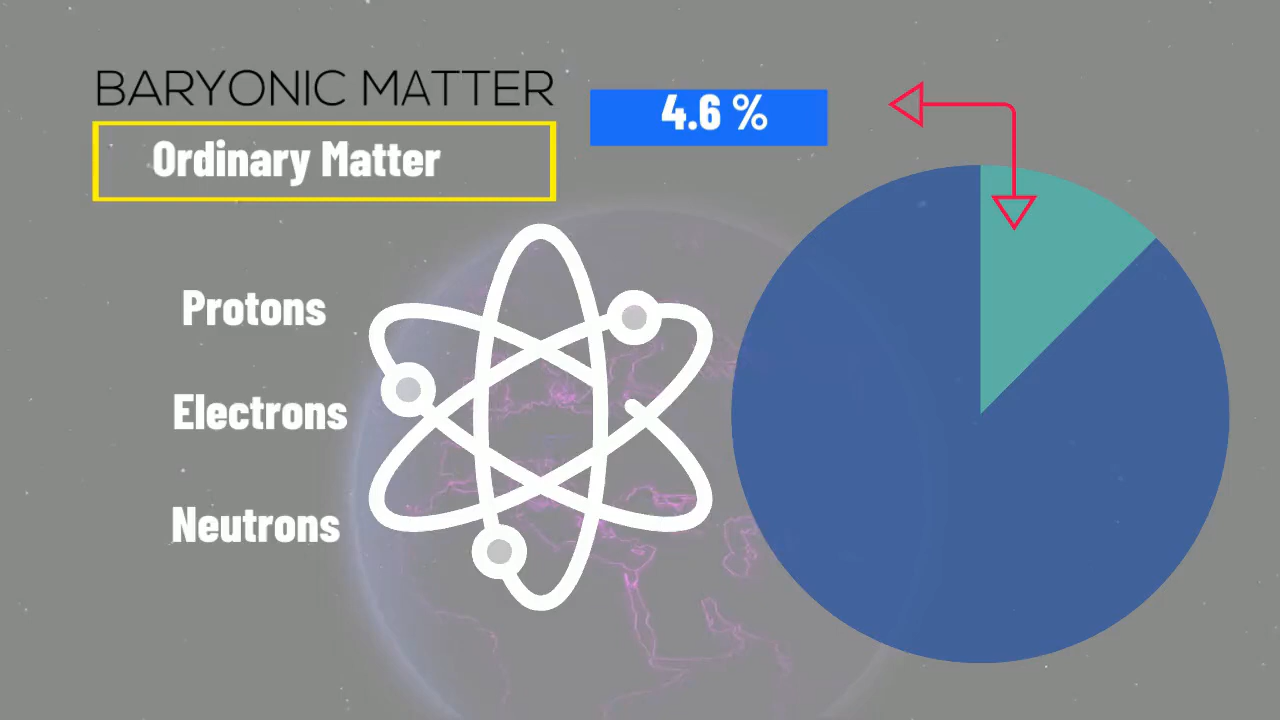 BARYONIC MATTER
4.6 %
Ordinary Matter
Protons
Electrons
Neutrons